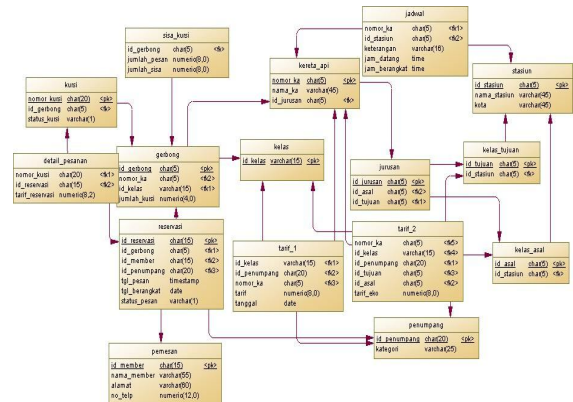 jadwal
nomor_ka char(5) <fk1>
id_stasiun char(5) <fk2>
keterangan varchar(16)
jam_datang time
jam_berangkat time
sisa_kusi
id_gerbong char(5) <fk>
jumlah_pesan numeric(8,0)
jumlah_sisa numeric(8,0)
kereta_api
nomor_ka char(5) <pk>
nama_ka varchar(45)
id_jurusan char(5) <fk>
stasiun
id_stasiun char(5) <pk>
nama_stasiun varchar(45)
kota varchar(45)
kusi
nomor_kusi char(20) <pk>
id_gerbong char(5) <fk>
status_kusi varchar(1)
detail_pesanan
nomor_kusi char(20) <fk1>
id_reservasi char(15) <fk2>
tarif_reservasi numeric(8,2)
gerbong
id_gerbong char(5) <pk>
nomor_ka char(5) <fk2>
id_kelas varchar(15) <fk1>
jumlah_kusi numeric(4,0)
kelas
id_kelas varchar(15) <pk>
jurusan
id_jurusan char(5) <pk>
id_asal char(5) <fk2>
id_tujuan char(5) <fk1>
kelas_tujuan
id_tujuan char(5) <pk>
id_stasiun char(5) <fk>
reservasi
id_reservasi char(15) <pk>
id_gerbong char(5) <fk1>
id_member char(15) <fk2>
id_penumpang char(20) <fk3>
tgl_pesan timestamp
tgl_berangkat date
status_pesan varchar(1)
tarif_1
id_kelas varchar(15) <fk1>
id_penumpang char(20) <fk2>
nomor_ka char(5) <fk3>
tarif numeric(8,0)
tanggal date
tarif_2
nomor_ka char(5) <fk5>
id_kelas varchar(15) <fk4>
id_penumpang char(20) <fk1>
id_tujuan char(5) <fk3>
id_asal char(5) <fk2>
tarif_eko numeric(8,0)
kelas_asal
id_asal char(5) <pk>
id_stasiun char(5) <fk>
penumpang
id_penumpang char(20) <pk>
kategori varchar(25)
pemesan
id_member char(15) <pk>
nama_member varchar(55)
alamat varchar(60)
no_telp numeric(12,0)